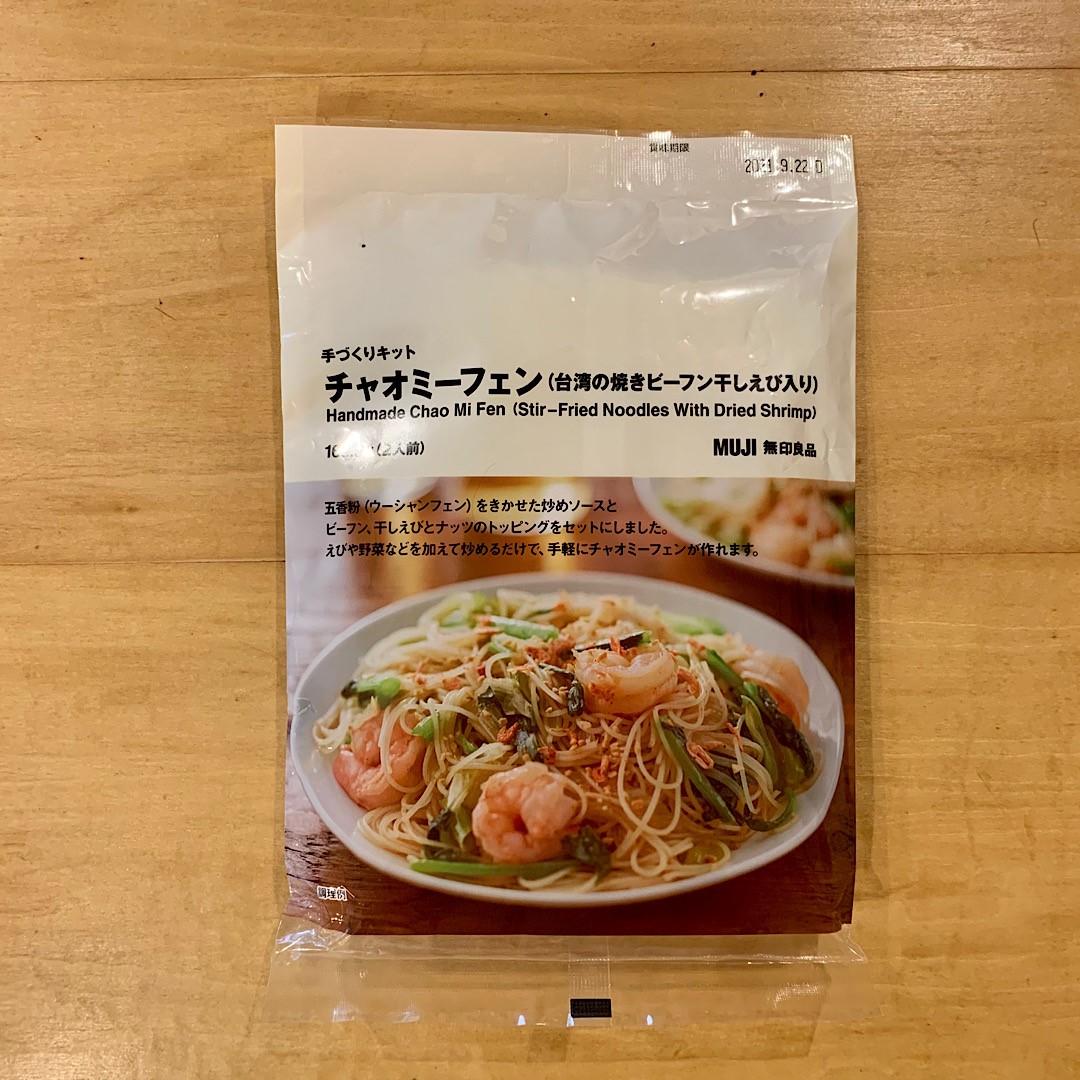 賞味期限
2021.9.22
手づくりキット
チャオミーフェン(台湾の焼きビーフン干しえび入り)
Handmade Chao Mi Fen (Stir-Fried Noodles With Dried Shrimp)
(2人前)
MUJI 無印良品
五香粉(ウーシャンフェン)をきかせた炒めソースと
ビーフン、干しえびとナッツのトッピングをセットにしました。
えびや野菜などを加えて炒めるだけで、手軽にチャオミーフェンが作れます。
調理例